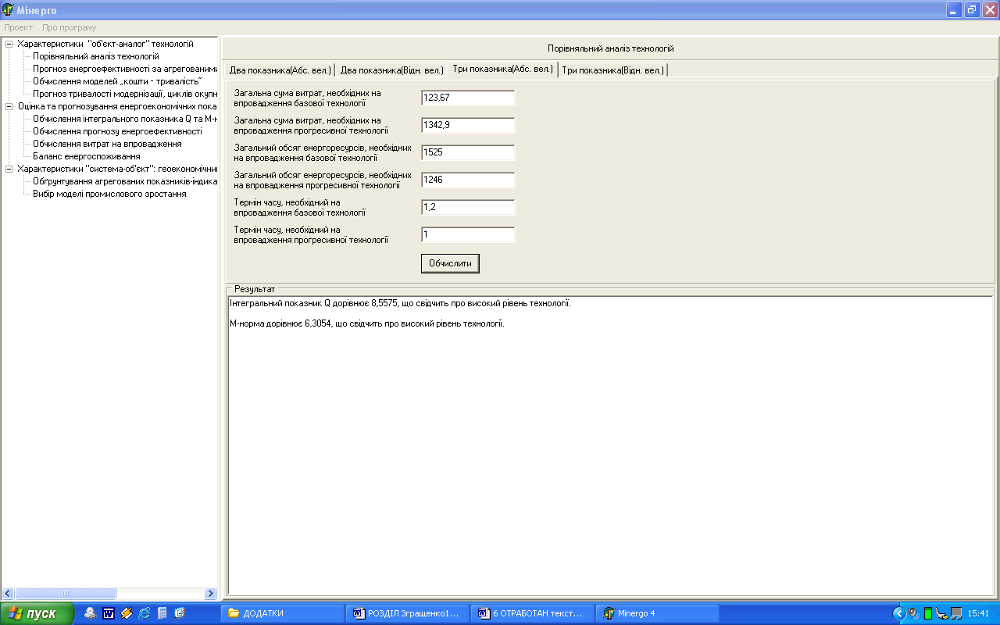 Мінерго
Проект Про програму
Характеристики "об'єкт-аналог" технологій
Порівняльний аналіз технологій
Прогноз енергоефективності за агрегованими
Обчислення моделей „кошти - тривалість”
Прогноз тривалості модернізації, циклів окупн
Оцінка та прогнозування енергоекономічних пока
Обчислення інтегрального показника Q та М-н
Обчислення прогнозу енергоефективності
Обчислення витрат на впровадження
Баланс енергоспоживання
Характеристики "система-об'єкт": геоекономічни
Обґрунтування агрегованих показників-індика
Вибір моделі промислового зростання
Порівняльний аналіз технологій
Два показника(Абс. вел.) Два показника(Відн. вел.) Три показника(Абс. вел.) Три показника(Відн. вел.)
Загальна сума витрат, необхідних на
впровадження базової технології
123,67
Загальна сума витрат, необхідних на
впровадження прогресивної технології
1342,9
Загальний обсяг енергоресурсів, необхідних
на впровадження базової технології
1525
Загальний обсяг енергоресурсів, необхідних
на впровадження прогресивної технології
1246
Термін часу, необхідний на
впровадження базової технології
1,2
Термін часу, необхідний на
впровадження прогресивної технології
1
Обчислити
Результат
Інтегральний показник Q дорівнює 8,5575, що свідчить про високий рівень технології.
М-норма дорівнює 6,3054, що свідчить про високий рівень технології.
пуск
ДОДАТКИ
РОЗДІЛ Згращенко1...
6 ОТРАБОТАН текст...
Minergo 4
15:41